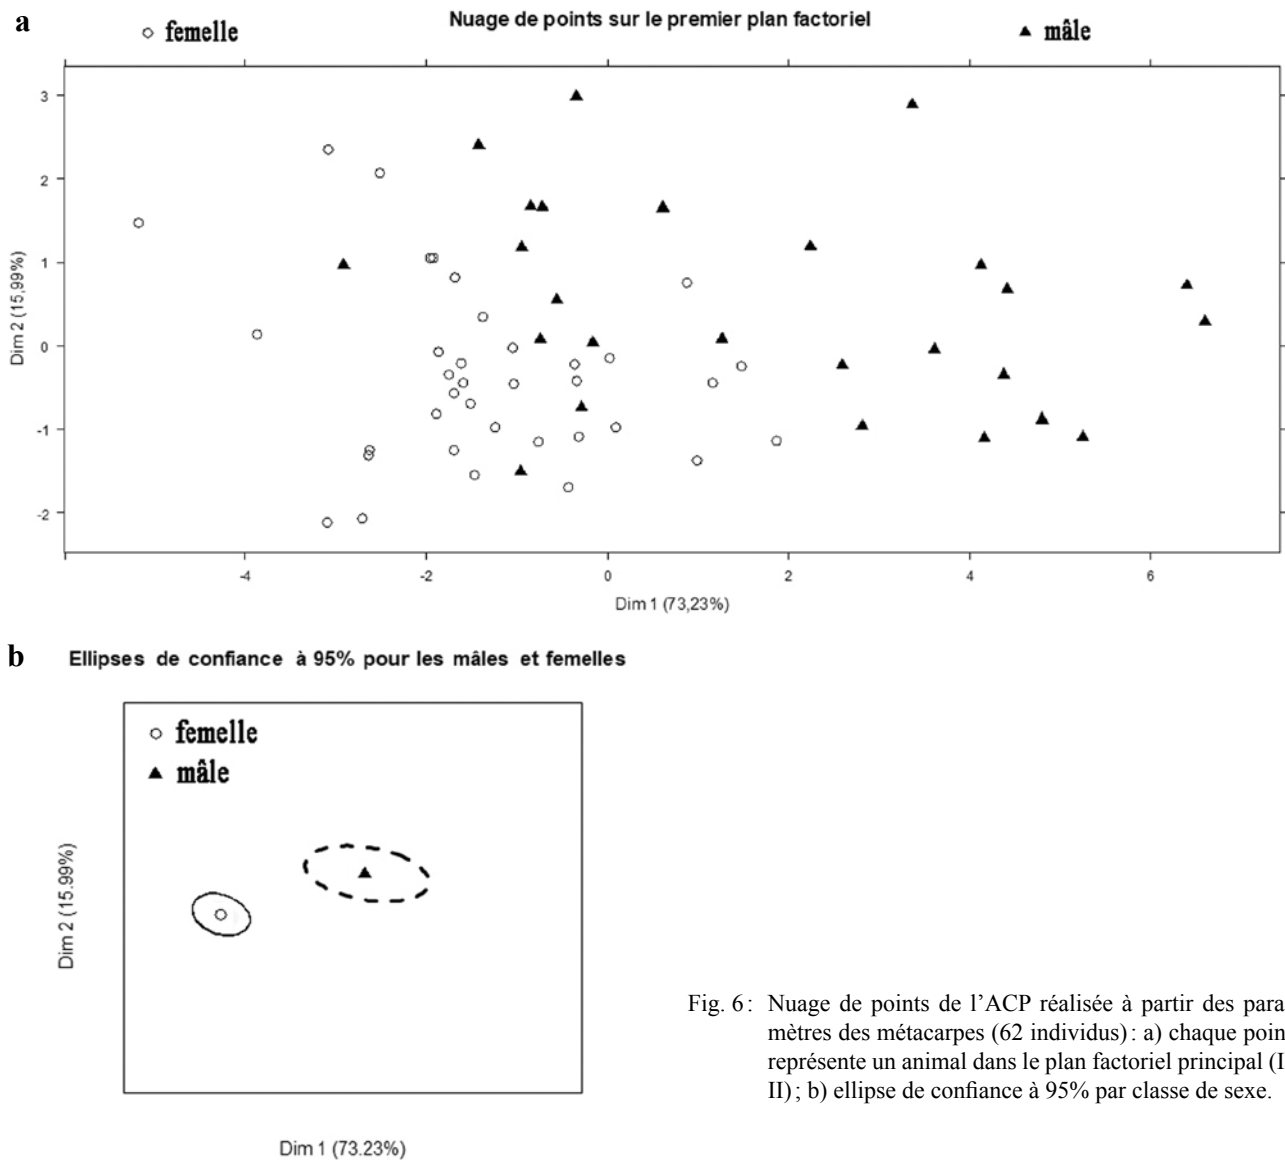 a
Nuage de points sur le premier plan factoriel
femelle
mâle
3
2
1
0
-1
-2
Dim 2 (15,99%)
-4
-2
0
2
4
6
Dim 1 (73,23%)
b
Ellipses de confiance à 95% pour les mâles et femelles
femelle
mâle
Dim 2 (15.99%)
Dim 1 (73.23%)
Fig. 6 : Nuage de points de l’ACP réalisée à partir des para
mètres des métacarpes (62 individus) : a) chaque poin
représente un animal dans le plan factoriel principal (I
II) ; b) ellipse de confiance à 95% par classe de sexe.